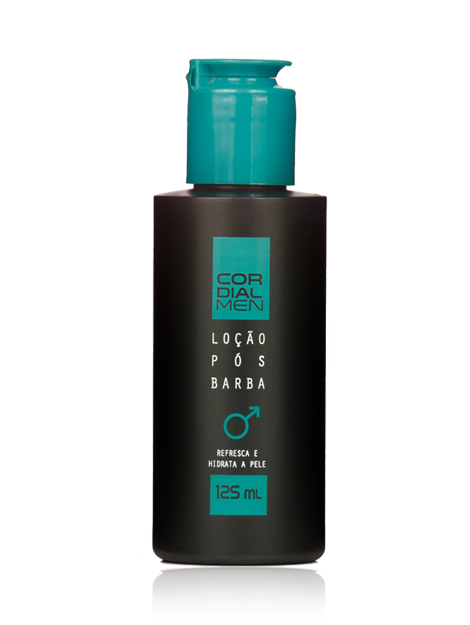 COR
DIAL
MEN
LOÇÃO
PÓS
BARBA
REFRESCA E
HIDRATA A PELE
125 ML